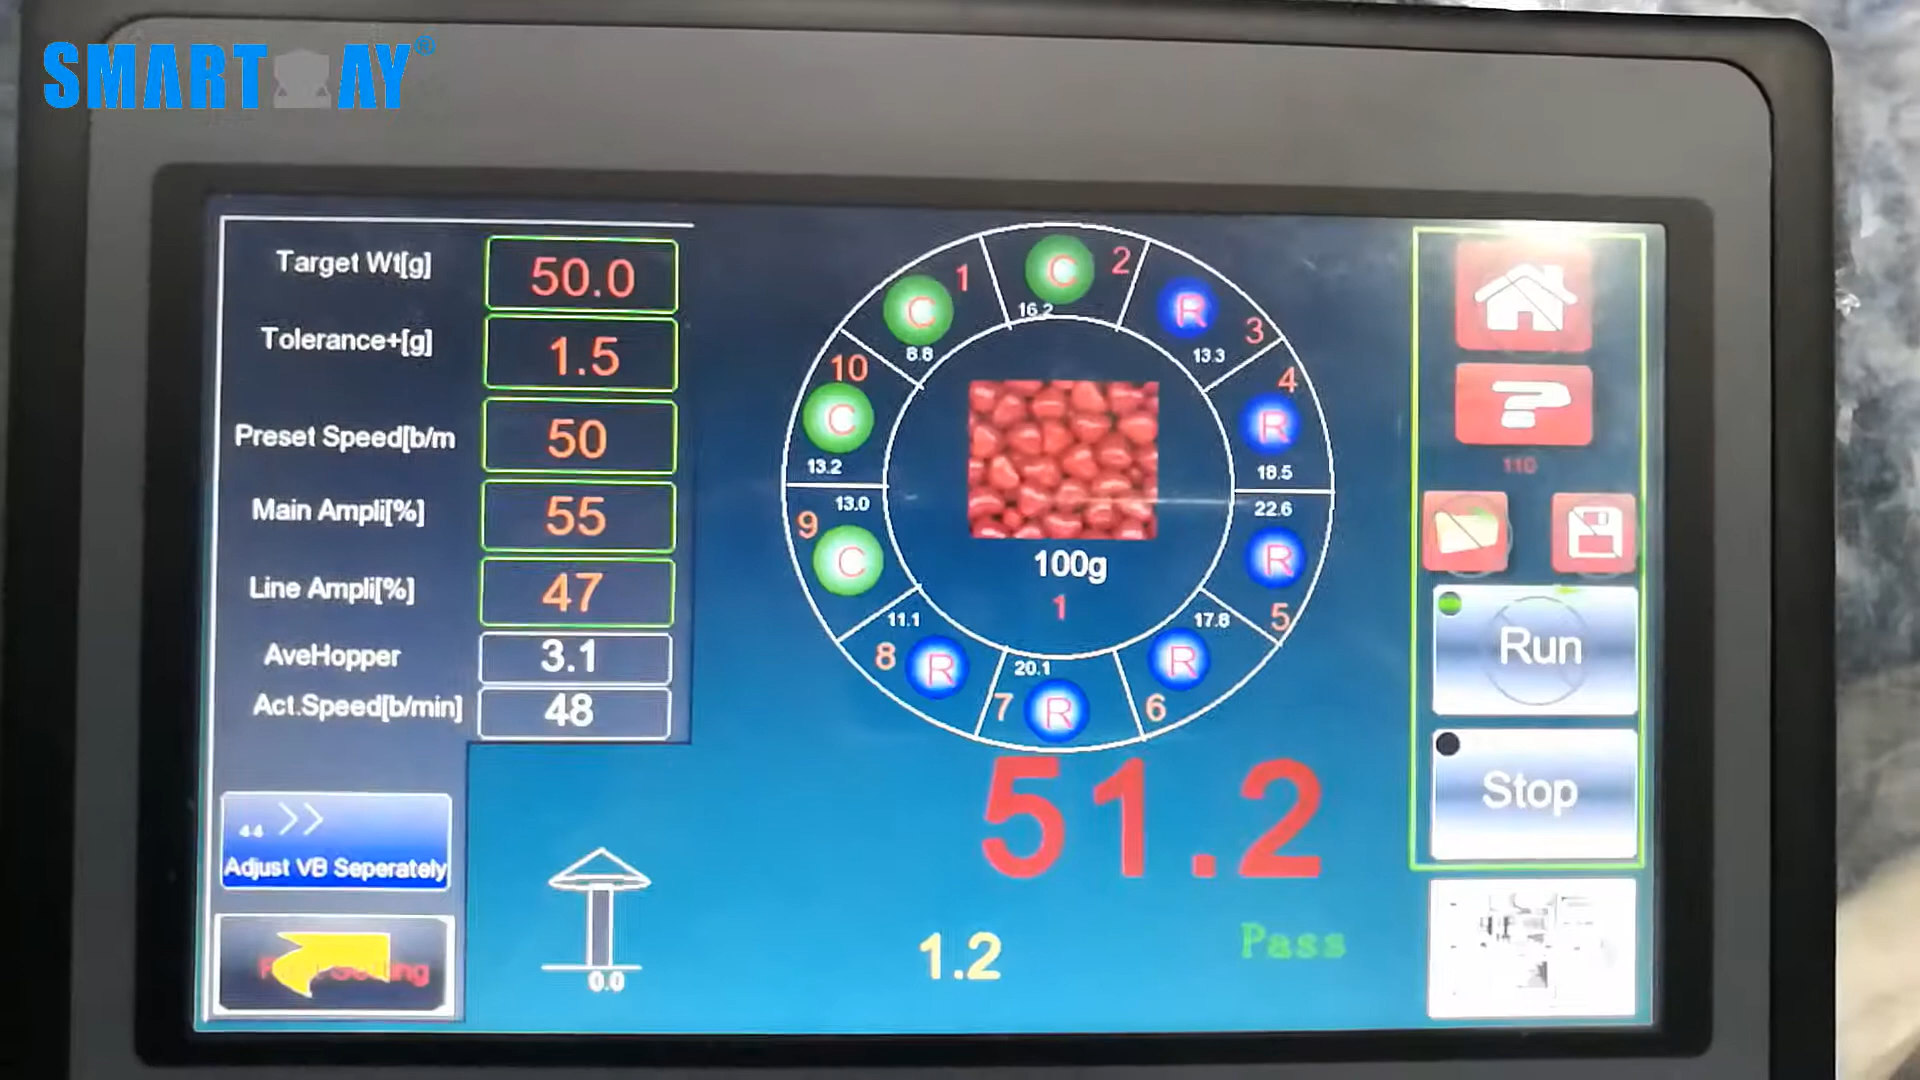 SMART AY®
Target Wt[g] 50.0
Tolerance+[g] 1.5
Preset Speed[b/m 50
Main Ampli[%] 55
Line Ampli[%] 47
AveHopper 3.1
Act.Speed[b/min] 48
44 >>
Adjust VB Seperately
0.0
C 1 8.8
C 2 16.2
R 3 13.3
R 4 18.5
22.6 R 5
17.8 R 6
20.1 7 R
11.1 8 R
13.0 9 C
10 C 13.2
100g
1
51.2
1.2
Pass
?
110
Run
Stop